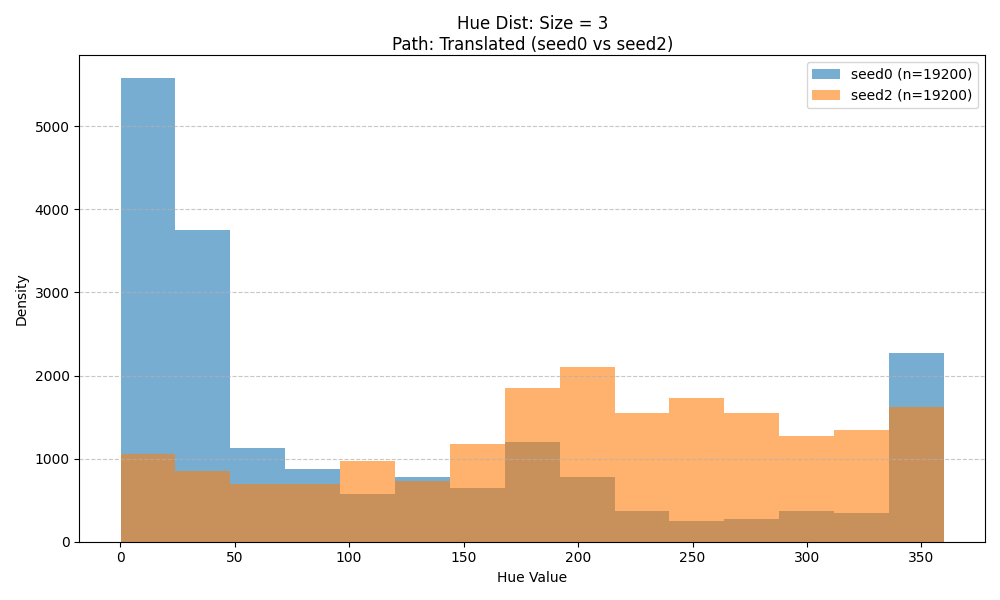 Hue Dist: Size = 3
Path: Translated (seed0 vs seed2)
seed0 (n=19200)
seed2 (n=19200)
Density
5000
4000
3000
2000
1000
0
0 50 100 150 200 250 300 350
Hue Value